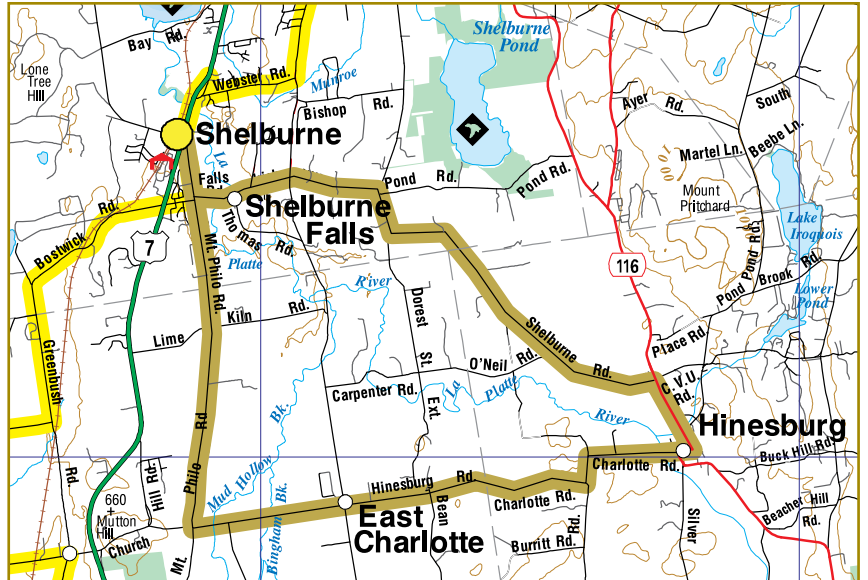 Bay Rd.
Lone
Tree
Hill
Webster Rd.
Munroe
Shelburne
Pond
Bishop Rd.
Ayer Rd.
South
Beebe Ln.
Martel Ln.
1000
Mount
Pritchard
1000
Shelburne
La
Falls
Pond Rd.
Pond Rd.
Shelburne
Falls
Bostwick Rd.
7
Thomas Rd.
Platte
River
Mt. Philo Rd.
Lake
Iroquois
116
Pond Rd.
Pond Brook Rd.
Lower
Pond
Kiln Rd.
Lime
Dorest St.
Ext.
Shelburne Rd.
Place Rd.
O'Neil Rd.
Greenbush
Rd.
Carpenter Rd.
La
Platte
River
C.V.U.
Rd.
Hinesburg
Buck Hill Rd
Charlotte Rd.
Philo Rd
Mud Hollow Bk.
Bingham Bk.
Hinesburg Rd.
Bean
Charlotte Rd.
Rd.
Burritt Rd.
East
Charlotte
Hill Rd.
660
+
Mutton
Hill
Church
Mt.
Silver
Beacher Hill
Rd.